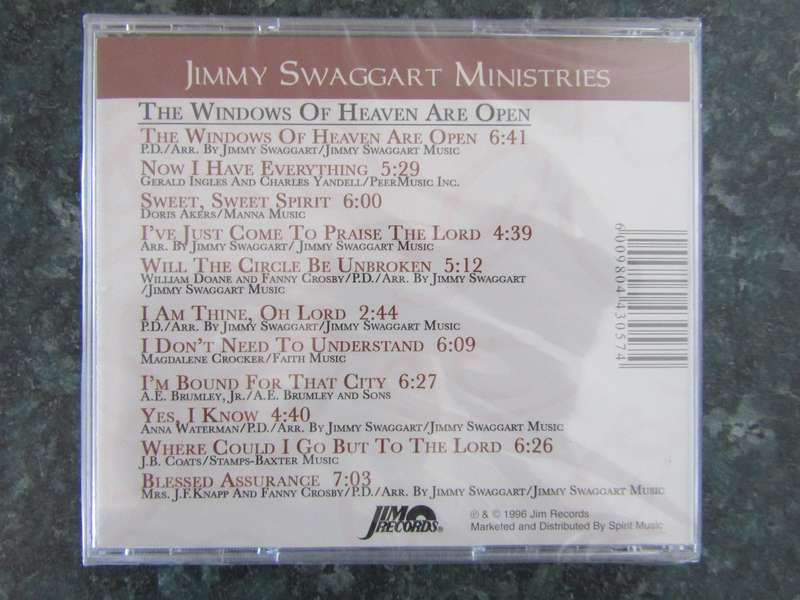 JIMMY SWAGGART MINISTRIES
THE WINDOWS OF HEAVEN ARE OPEN
THE WINDOWS OF HEAVEN ARE OPEN 6:41
P.D./ARR. BY JIMMY SWAGGART/JIMMY SWAGGART MUSIC
NOW I HAVE EVERYTHING 5:29
GERALD INGLES AND CHARLES YANDELL/PEERMUSIC INC.
SWEET, SWEET SPIRIT 6:00
DORIS AKERS/MANNA MUSIC
I'VE JUST COME TO PRAISE THE LORD 4:39
ARR. BY JIMMY SWAGGART/ JIMMY SWAGGART MUSIC
WILL THE CIRCLE BE UNBROKEN 5:12
WILLIAM DOANE AND FANNY CROSBY/P.D./ARR. BY JIMMY SWAGGART
/JIMMY SWAGGART MUSIC
I AM THINE, OH LORD 2:44
P.D./ARR. BY JIMMY SWAGGART/JIMMY SWAGGART MUSIC
I DON'T NEED TO UNDERSTAND 6:09
MAGDALENE CROCKER/FAITH MUSIC
I'M BOUND FOR THAT CITY 6:27
A.E. BRUMLEY, JR./A.E. BRUMLEY AND SONS
YES, I KNOW 4:40
ANNA WATERMAN/P.D./ARR. BY JIMMY SWAGGART/JIMMY SWAGGART MUSIC
WHERE COULD I GO BUT TO THE LORD 6:26
J.B. COATS/STAMPS-BAXTER MUSIC
BLESSED ASSURANCE 7:03
MRS. J.F.KNAPP AND FANNY CROSBY/P.D./ARR. BY JIMMY SWAGGART/JIMMY SWAGGART MUSIC
6009804430574
JIM RECORDS®
℗ & © 1996 Jim Records
Marketed and Distributed By Spirit Music